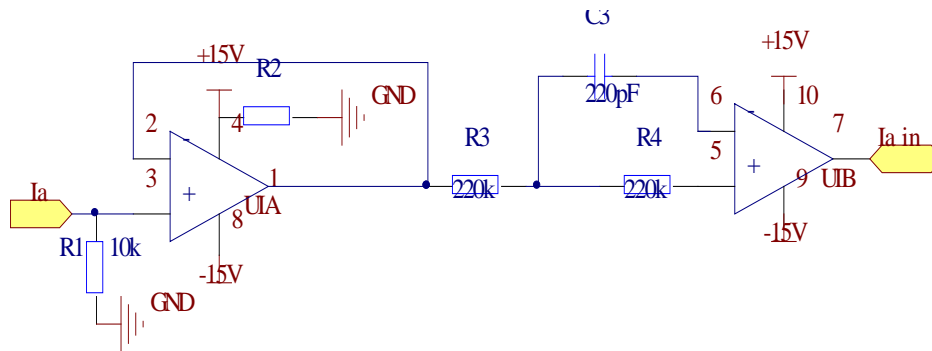 C3
+15V
+15V
R2
GND
220pF
6
10
2
4
7
R3
R4
5
Ia in
3
1
220k
220k
9
UIB
Ia
UIA
8
-15V
R1
10k
-15V
GND
-
+
-
+